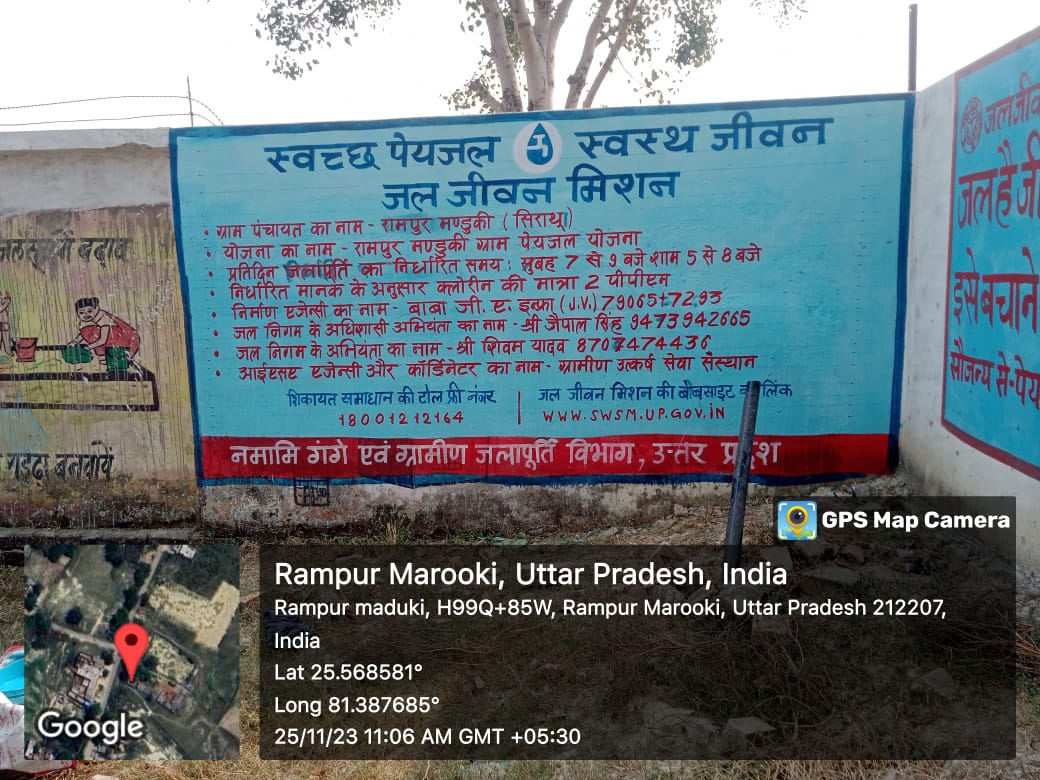 स्वच्छ पेयजल स्वस्थ जीवन
जल जीवन मिशन
• ग्राम पंचायत का नाम - रामपुर मण्डुकी (सिराथू)
• योजना का नाम - रामपुर मण्डुकी ग्राम पेयजल योजना
• प्रतिदिन जलापूर्ति का निर्धारित समय: सुबह 7 से 9 बजे शाम 5 से 8 बजे
• निर्धारित मानक के अनुसार क्लोरीन की मात्रा 2 पीपीएम
• निर्माण एजेन्सी का नाम - बाबा जी. ए. इन्फ्रा (J.V.) 7906517293
• जल निगम के अधिशासी अभियंता का नाम - श्री जैपाल सिंह 9473942665
• जल निगम के अभियंता का नाम - श्री शिवम यादव 8707474436
• आईएसए एजेन्सी और कॉर्डिनेटर का नाम - ग्रामीण उत्कर्ष सेवा संस्थान
शिकायत समाधान की टोल फ्री नंबर
18001212164
जल जीवन मिशन की बेबसाइट का लिंक
WWW.SWSM.UP.GOV.IN
नमामि गंगे एवं ग्रामीण जलापूर्ति विभाग, उत्तर प्रदेश
जल जीव
जल है जी
इसे बचाने
सौजन्य से-पेय
GPS Map Camera
Rampur Marooki, Uttar Pradesh, India
Rampur maduki, H99Q+85W, Rampur Marooki, Uttar Pradesh 212207,
India
Lat 25.568581°
Long 81.387685°
25/11/23 11:06 AM GMT +05:30
Google